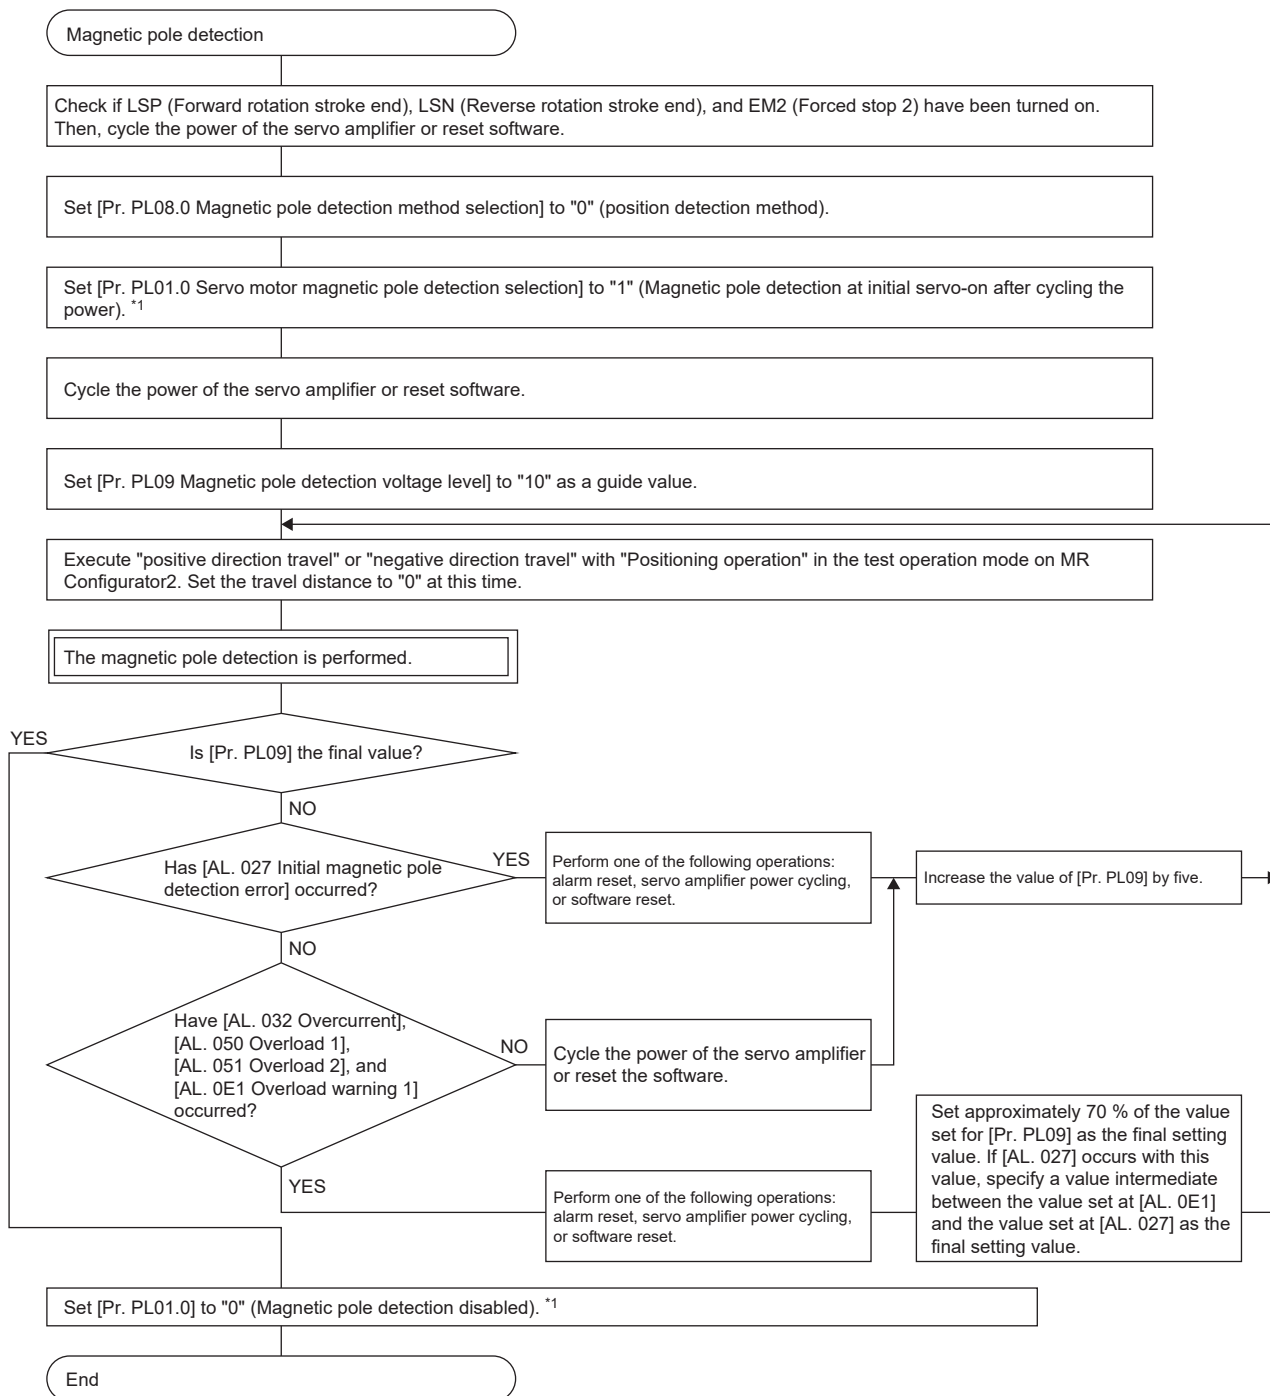 Magnetic pole detection
Check if LSP (Forward rotation stroke end), LSN (Reverse rotation stroke end), and EM2 (Forced stop 2) have been turned on.
Then, cycle the power of the servo amplifier or reset software.
Set [Pr. PL08.0 Magnetic pole detection method selection] to "0" (position detection method).
Set [Pr. PL01.0 Servo motor magnetic pole detection selection] to "1" (Magnetic pole detection at initial servo-on after cycling the
power). *1
Cycle the power of the servo amplifier or reset software.
Set [Pr. PL09 Magnetic pole detection voltage level] to "10" as a guide value.
Execute "positive direction travel" or "negative direction travel" with "Positioning operation" in the test operation mode on MR
Configurator2. Set the travel distance to "0" at this time.
The magnetic pole detection is performed.
YES
Is [Pr. PL09] the final value?
NO
Has [AL. 027 Initial magnetic pole
detection error] occurred?
YES
Perform one of the following operations:
alarm reset, servo amplifier power cycling,
or software reset.
Increase the value of [Pr. PL09] by five.
NO
Have [AL. 032 Overcurrent],
[AL. 050 Overload 1],
[AL. 051 Overload 2], and
[AL. 0E1 Overload warning 1]
occurred?
NO
Cycle the power of the servo amplifier
or reset the software.
YES
Perform one of the following operations:
alarm reset, servo amplifier power cycling,
or software reset.
Set approximately 70 % of the value
set for [Pr. PL09] as the final setting
value. If [AL. 027] occurs with this
value, specify a value intermediate
between the value set at [AL. 0E1]
and the value set at [AL. 027] as the
final setting value.
Set [Pr. PL01.0] to "0" (Magnetic pole detection disabled). *1
End